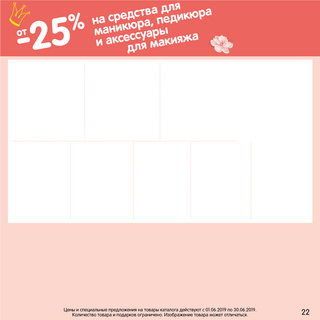 от -25% на средства для
маникюра, педикюра
и аксессуары
для макияжа
Цены и специальные предложения на товары каталога действуют с 01.06.2019 по 30.06.2019.
Количество товара и подарков ограничено. Изображение товара может отличаться.
22